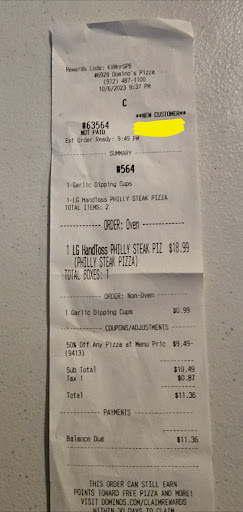 Rewards Code: KXMnrSPB
#6928 Domino's Pizza
(972) 487-1100
10/6/2023 9:37 PM
C
**NEW CUSTOMER**
#63564
NOT PAID
Est Order Ready: 9:49 PM
SUMMARY
#564
1-Garlic Dipping Cups
1-LG HandToss PHILLY STEAK PIZZA
TOTAL ITEMS: 2
ORDER: Oven
1 LG HandToss PHILLY STEAK PIZ $18.99
(PHILLY STEAK PIZZA)
TOTAL BOXES: 1
ORDER: Non-Oven
1 Garlic Dipping Cups $0.99
COUPONS/ADJUSTMENTS
50% Off Any Pizza at Menu Pric $9.49-
(9413)
Sub Total $10.49
Tax 1 $0.87
Total $11.36
PAYMENTS
Balance Due $11.36
THIS ORDER CAN STILL EARN
POINTS TOWARD FREE PIZZA AND MORE!
VISIT DOMINOS.COM/CLAIMREWARDS
WITHIN 30 DAYS TO CLAIM